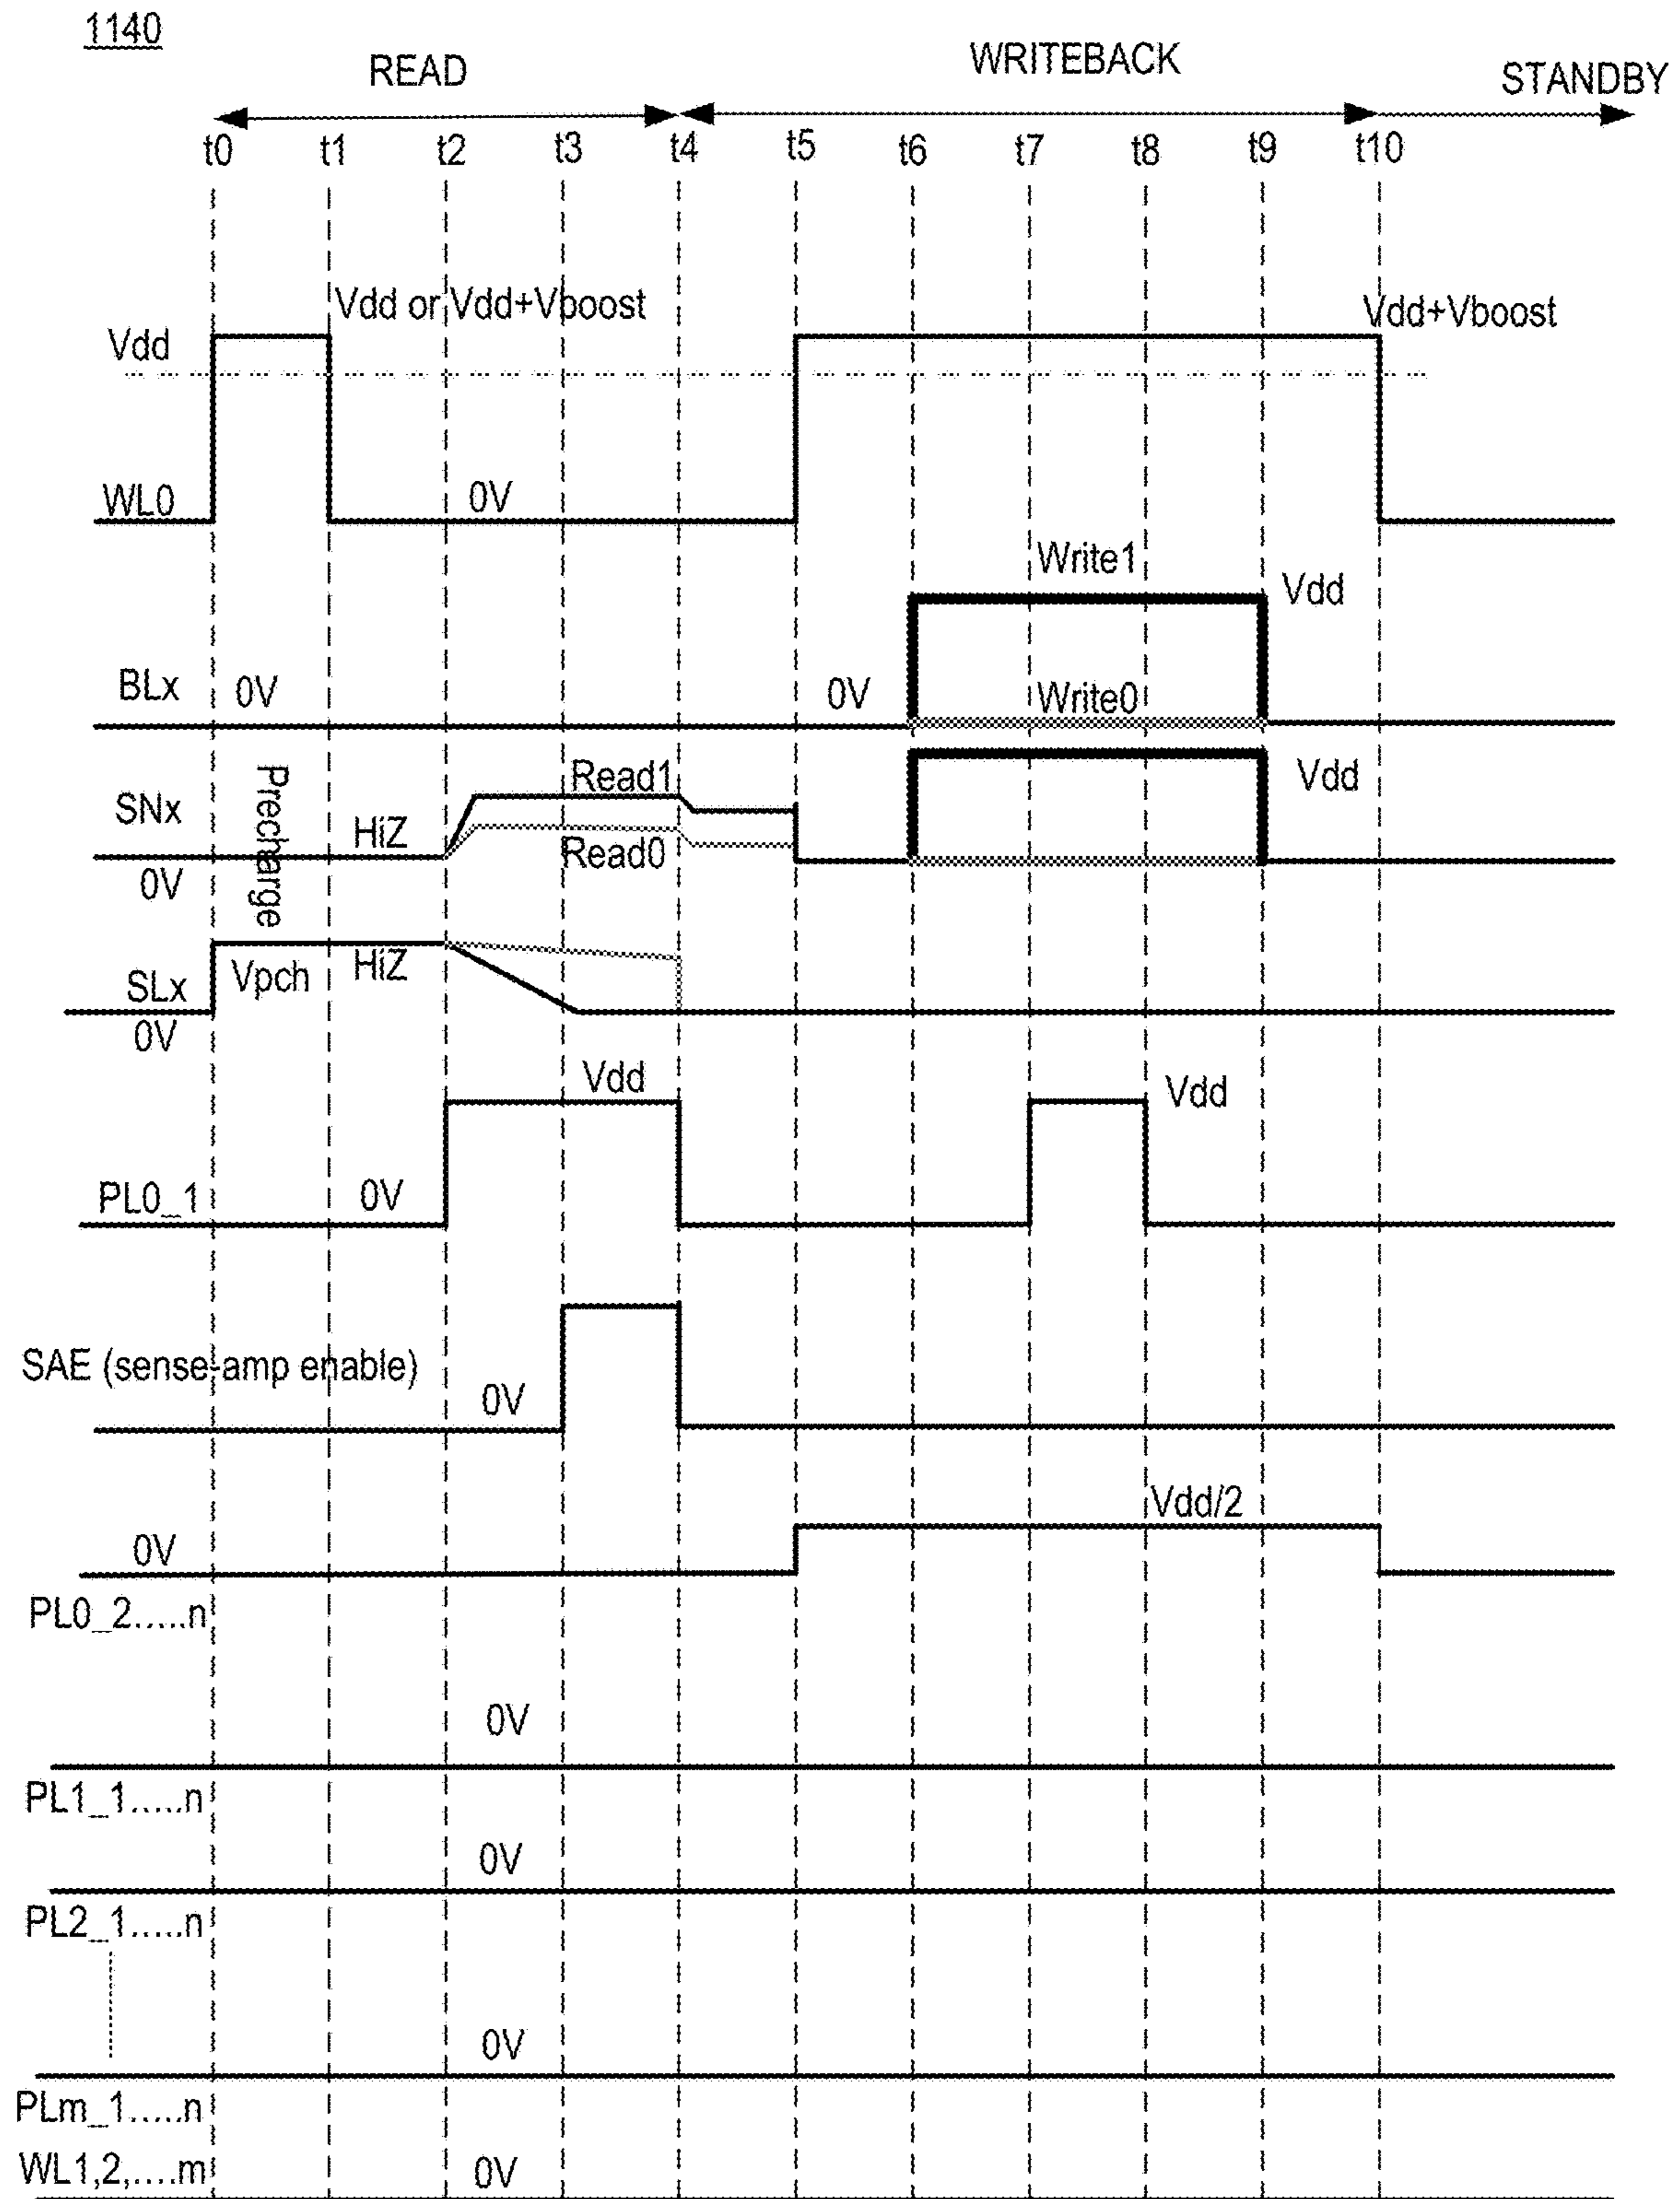 1140
READ
WRITEBACK
STANDBY
t0 t1 t2 t3 t4 t5 t6 t7 t8 t9 t10
Vdd or Vdd+Vboost
Vdd+Vboost
Vdd
WL0
0V
Write1
Vdd
BLx
0V
0V
Write0
Precharge
Read1
Vdd
SNx
HiZ
Read0
0V
HiZ
Vpch
SLx
0V
Vdd
Vdd
PL0_1
0V
SAE (sense-amp enable)
0V
Vdd/2
0V
PL0_2.....n
0V
PL1_1.....n
0V
PL2_1.....n
0V
PLm_1.....n
WL1,2,....m
0V